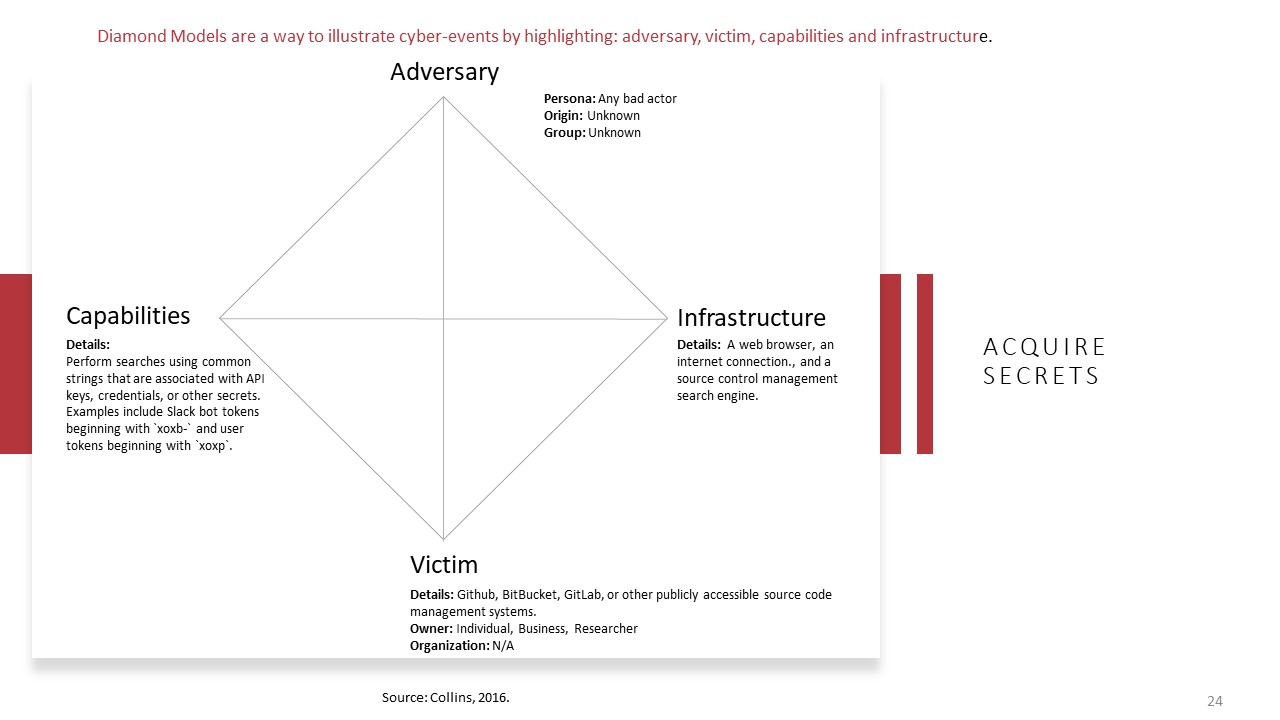 Diamond Models are a way to illustrate cyber-events by highlighting: adversary, victim, capabilities and infrastructure.
Adversary
Persona: Any bad actor
Origin: Unknown
Group: Unknown
Capabilities
Details:
Perform searches using common
strings that are associated with API
keys, credentials, or other secrets.
Examples include Slack bot tokens
beginning with `xoxb-` and user
tokens beginning with `xoxp`.
Infrastructure
Details: A web browser, an
internet connection., and a
source control management
search engine.
ACQUIRE
SECRETS
Victim
Details: Github, BitBucket, GitLab, or other publicly accessible source code
management systems.
Owner: Individual, Business, Researcher
Organization: N/A
Source: Collins, 2016.
24